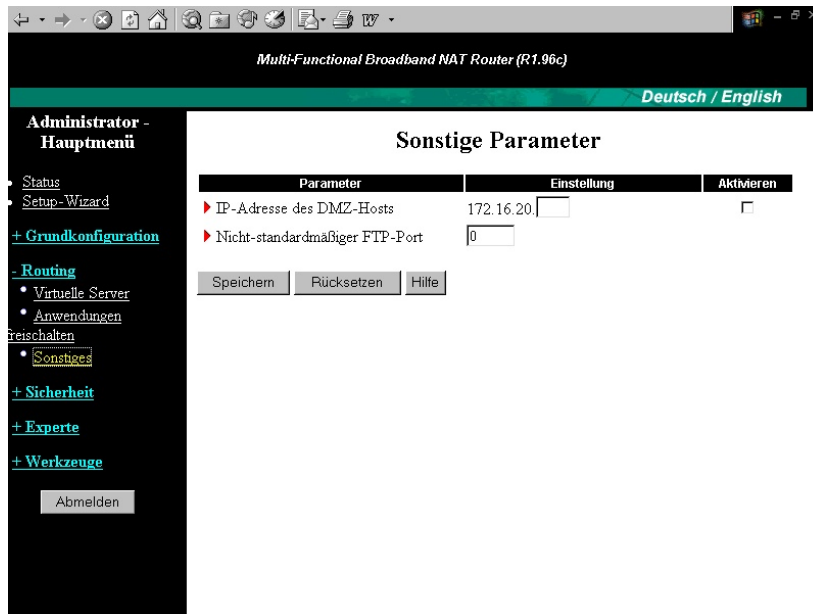 Multi-Functional Broadband NAT Router (R1.96c)
Deutsch / English
Administrator -
Hauptmenü
Status
Setup-Wizard
+ Grundkonfiguration
- Routing
Virtuelle Server
Anwendungen
freischalten
Sonstiges
+ Sicherheit
+ Experte
+ Werkzeuge
Abmelden
Sonstige Parameter
Parameter Einstellung Aktivieren
IP-Adresse des DMZ-Hosts 172.16.20.
Nicht-standardmäßiger FTP-Port 0
Speichern Rücksetzen Hilfe